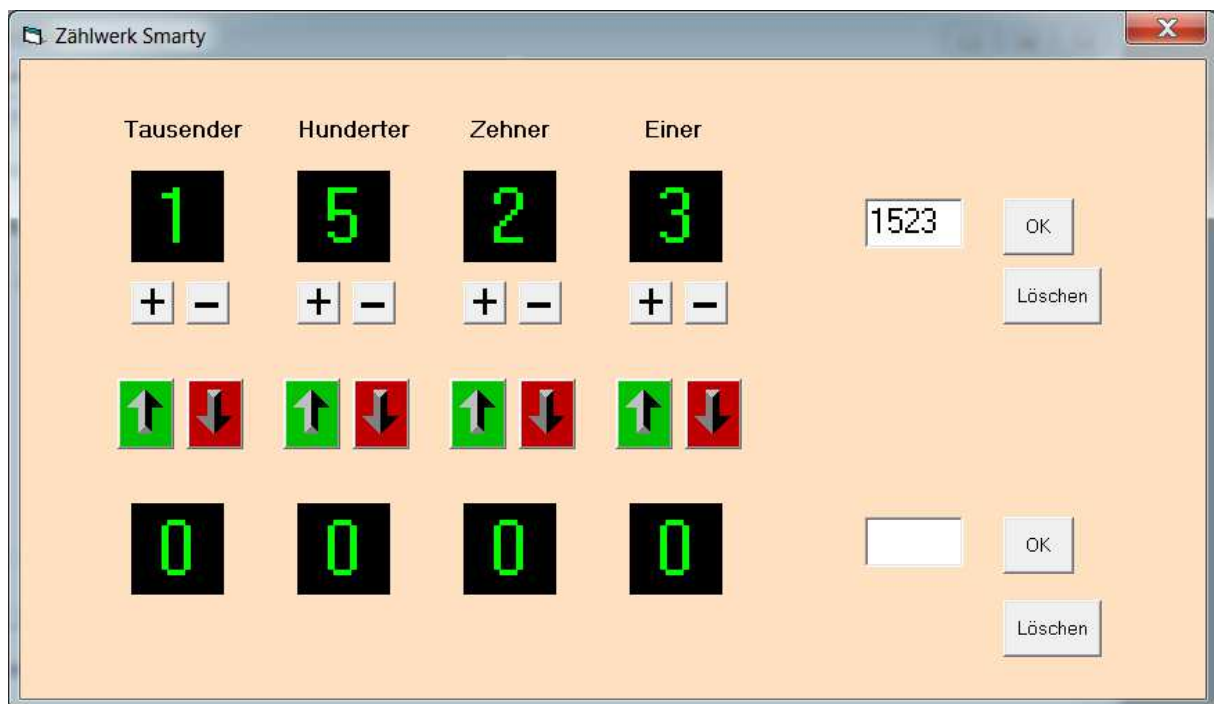 Zählwerk Smarty
Tausender Hunderter Zehner Einer
1 5 2 3 1523 OK
+ - + - + - + - Löschen
0 0 0 0 OK
Löschen